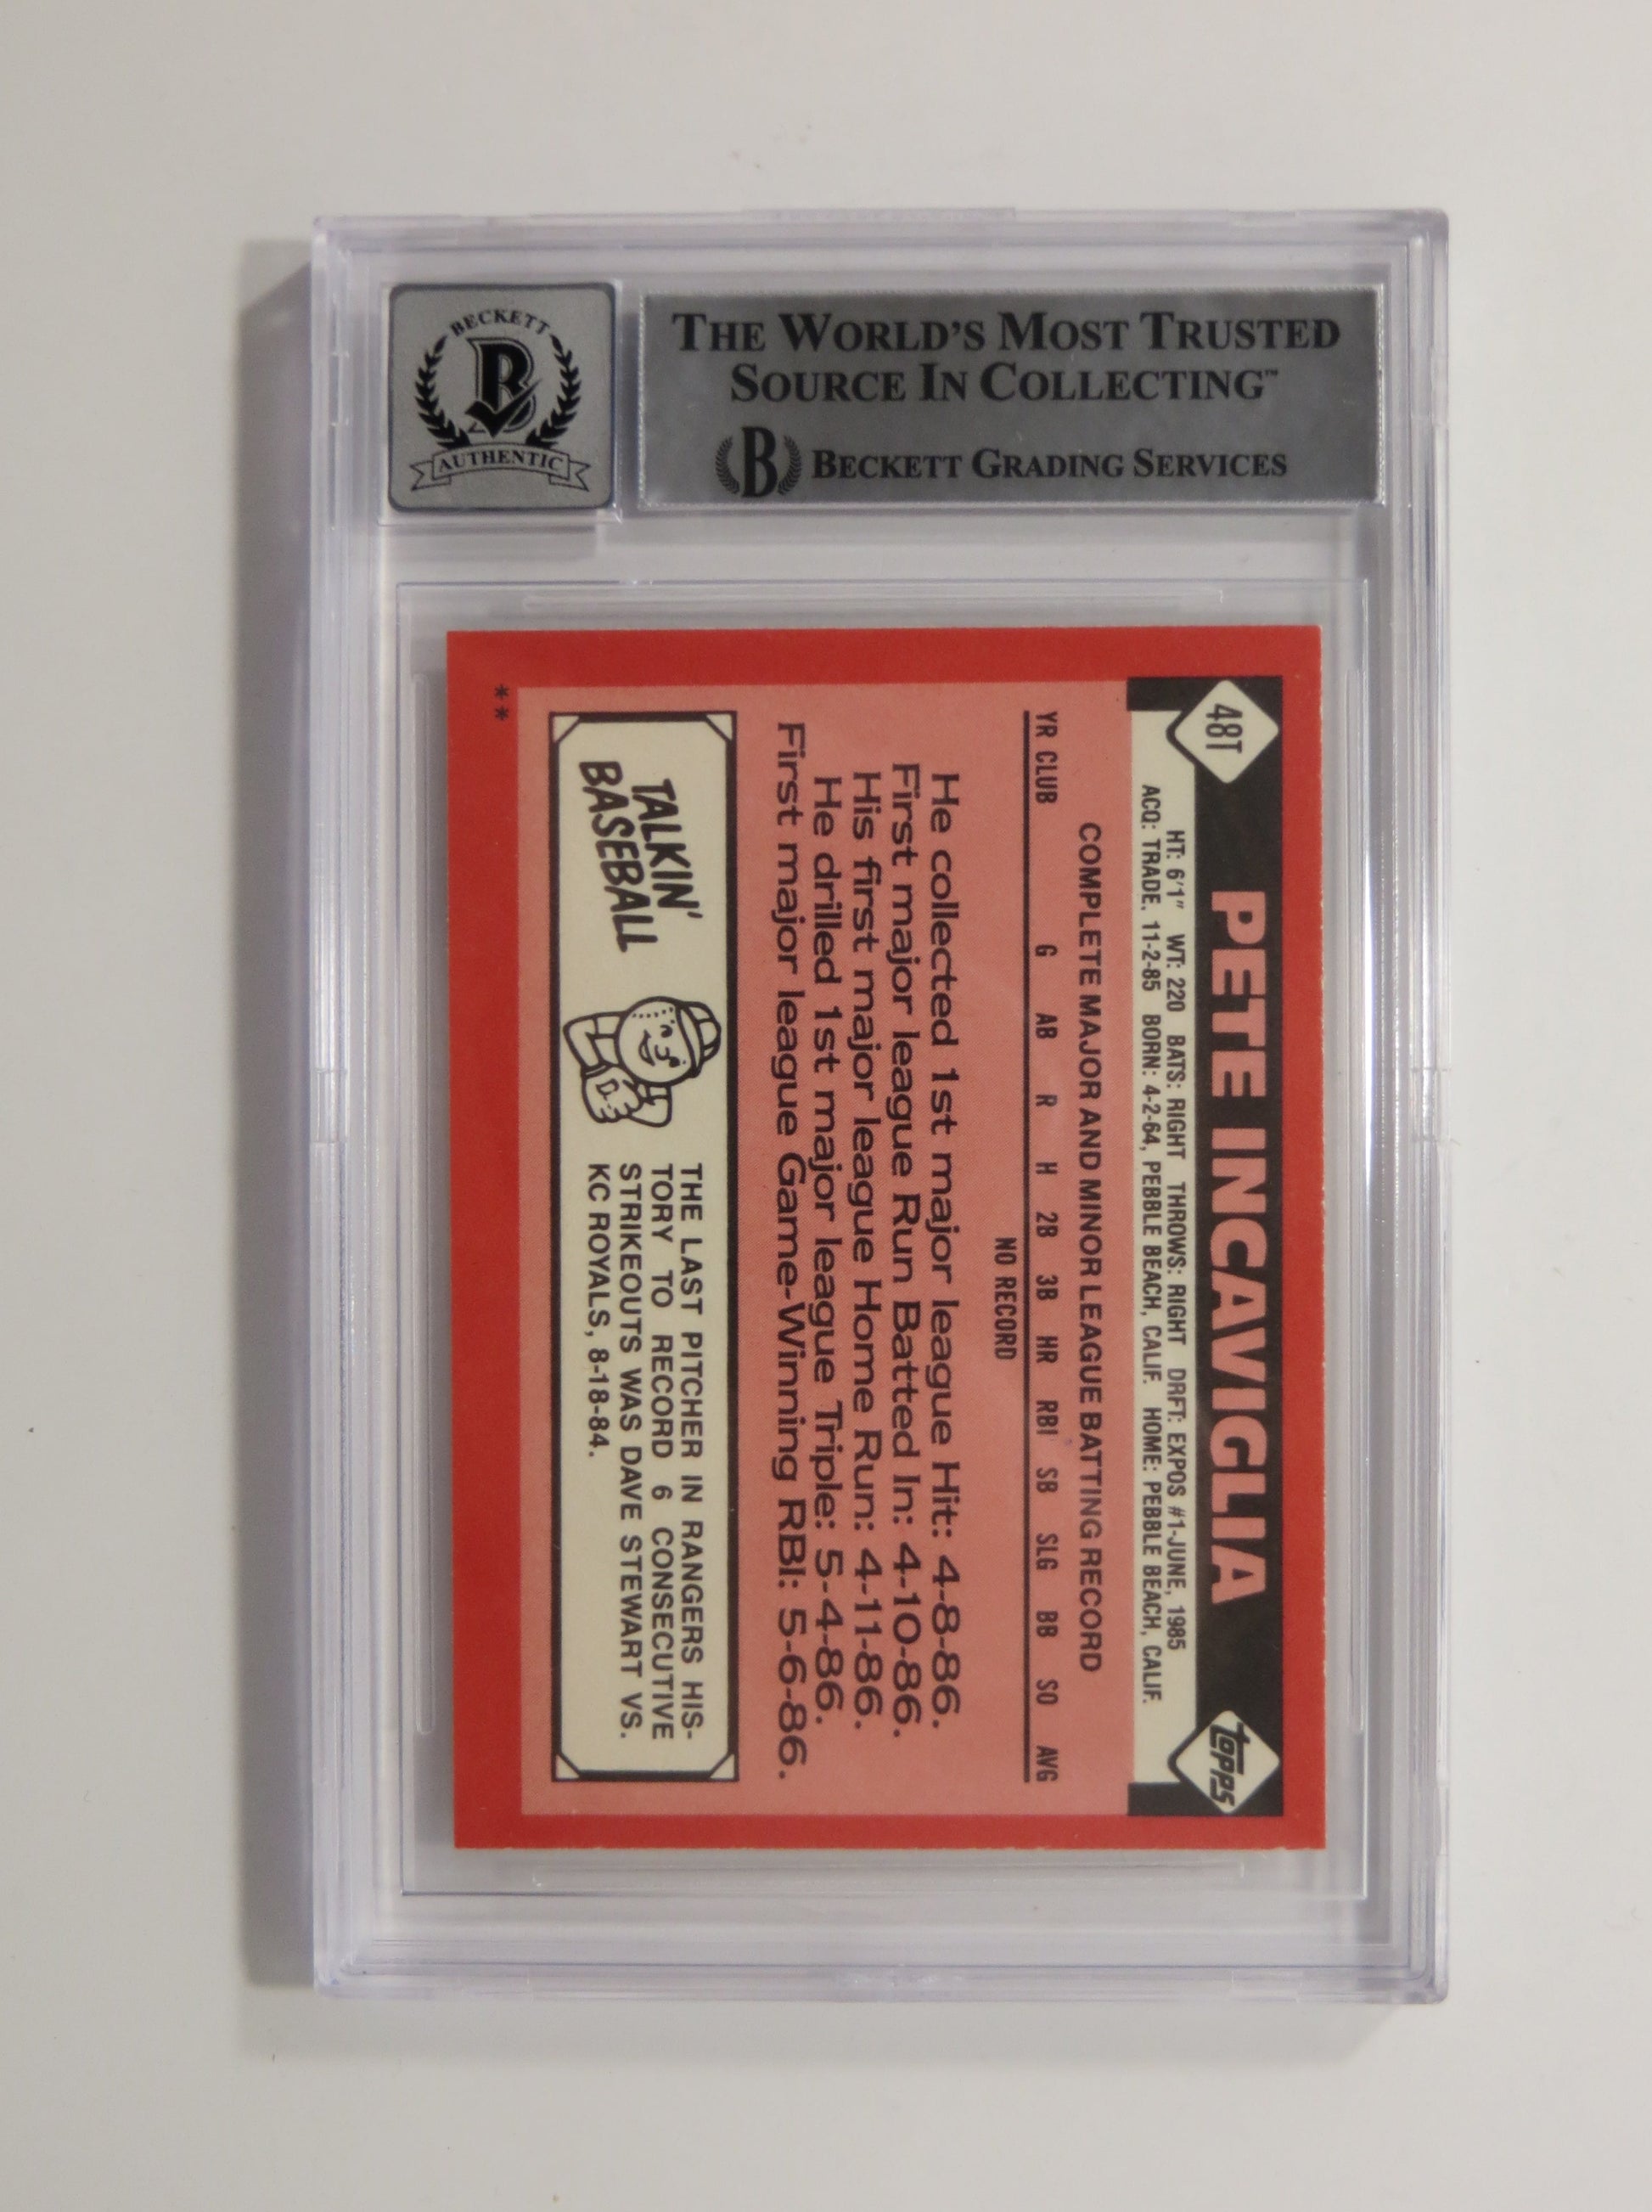 BECKETT
B
AUTHENTIC
THE WORLD'S MOST TRUSTED
SOURCE IN COLLECTING™
B BECKETT GRADING SERVICES
48T
PETE INCAVIGLIA
topps
HT: 6'1" WT: 220 BATS: RIGHT THROWS: RIGHT DRFT: EXPOS #1-JUNE, 1985
ACQ: TRADE, 11-2-85 BORN: 4-2-64, PEBBLE BEACH, CALIF. HOME: PEBBLE BEACH, CALIF.
COMPLETE MAJOR AND MINOR LEAGUE BATTING RECORD
YR CLUB G AB R H 2B 3B HR RBI SB SLG BB SO AVG
NO RECORD
He collected 1st major league Hit: 4-8-86.
First major league Run Batted In: 4-10-86.
His first major league Home Run: 4-11-86.
He drilled 1st major league Triple: 5-4-86.
First major league Game-Winning RBI: 5-6-86.
TALKIN'
BASEBALL
THE LAST PITCHER IN RANGERS HIS-
TORY TO RECORD 6 CONSECUTIVE
STRIKEOUTS WAS DAVE STEWART VS.
KC ROYALS, 8-18-84.
**